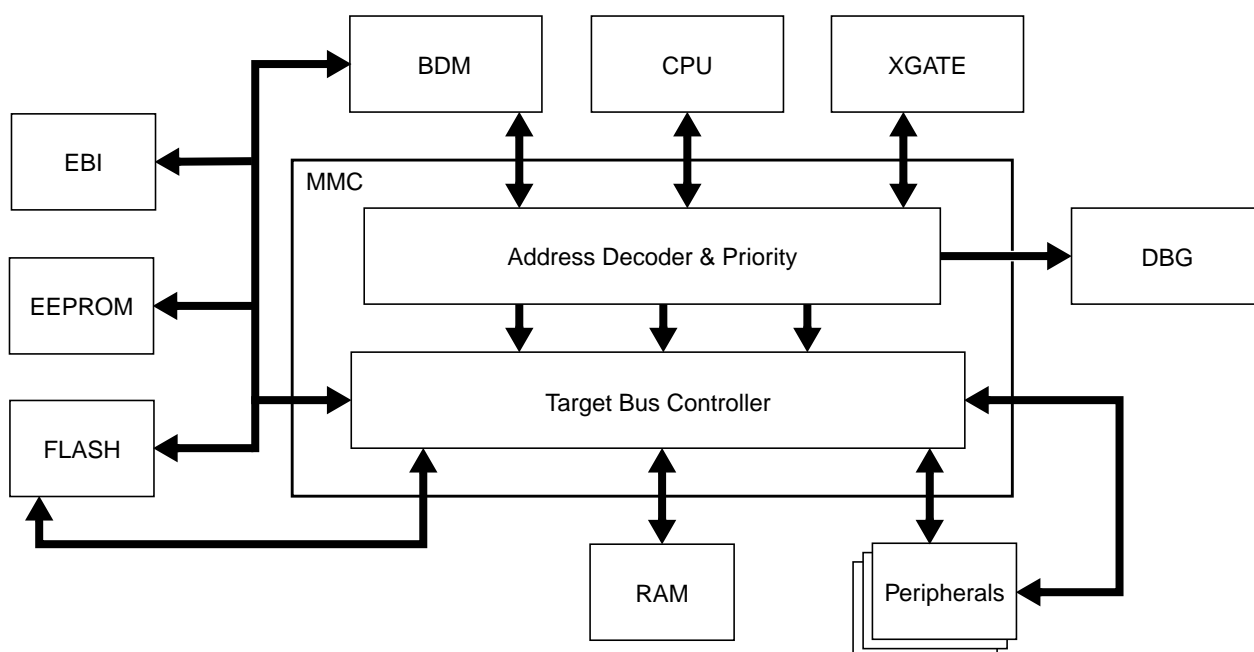 BDM
CPU
XGATE
EBI
MMC
Address Decoder & Priority
DBG
EEPROM
Target Bus Controller
FLASH
RAM
Peripherals